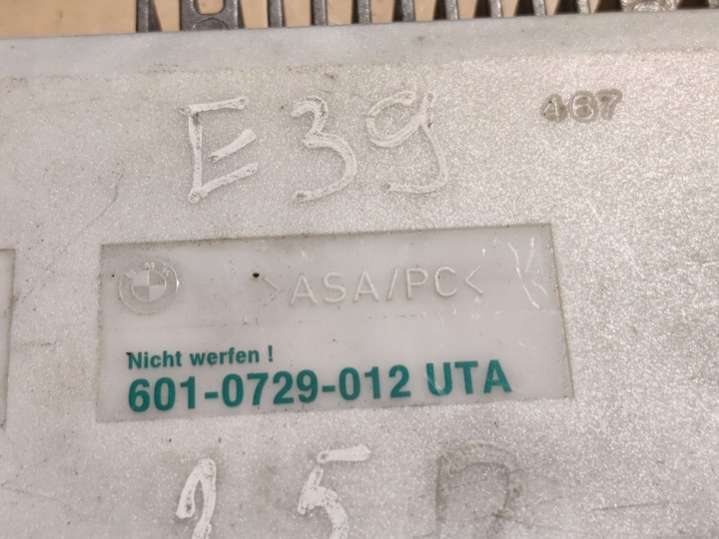 E39
467
>ASA/PC<
Nicht werfen !
601-0729-012 UTA